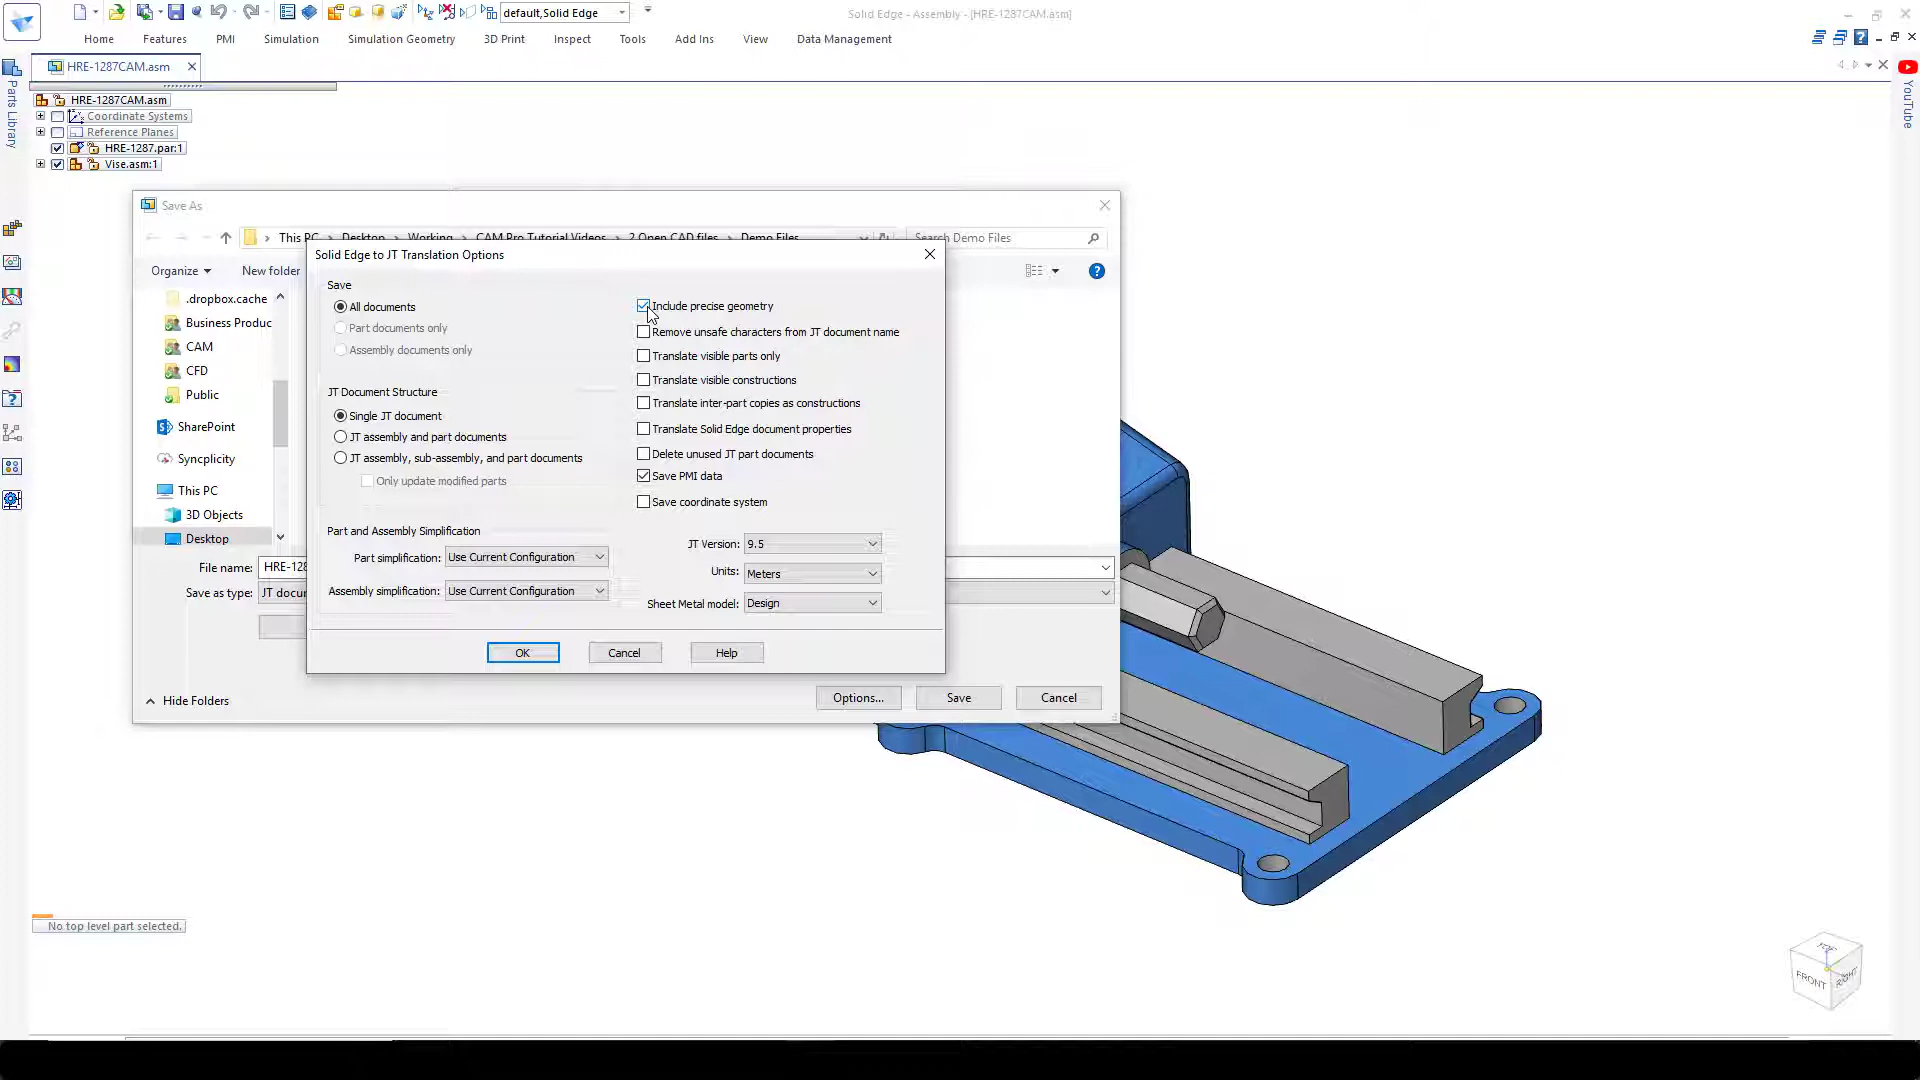 default,Solid Edge
Solid Edge - Assembly - [HRE-1287CAM.asm]
Home Features PMI Simulation Simulation Geometry 3D Print Inspect Tools Add Ins View Data Management
HRE-1287CAM.asm
Parts Library
YouTube
HRE-1287CAM.asm
Coordinate Systems
Reference Planes
HRE-1287.par:1
Vise.asm:1
Save As
This PC Desktop Working CAM Pro Tutorial Videos 2 Open CAD files Demo Files
Search Demo Files
Organize New folder
.dropbox.cache
Business Produc
CAM
CFD
Public
SharePoint
Syncplicity
This PC
3D Objects
Desktop
File name: HRE-128
Save as type: JT docur
Hide Folders
Options... Save Cancel
Solid Edge to JT Translation Options
Save
All documents
Part documents only
Assembly documents only
JT Document Structure
Single JT document
JT assembly and part documents
JT assembly, sub-assembly, and part documents
Only update modified parts
Part and Assembly Simplification
Part simplification: Use Current Configuration
Assembly simplification: Use Current Configuration
Include precise geometry
Remove unsafe characters from JT document name
Translate visible parts only
Translate visible constructions
Translate inter-part copies as constructions
Translate Solid Edge document properties
Delete unused JT part documents
Save PMI data
Save coordinate system
JT Version: 9.5
Units: Meters
Sheet Metal model: Design
OK Cancel Help
No top level part selected.
TOP
FRONT
RIGHT